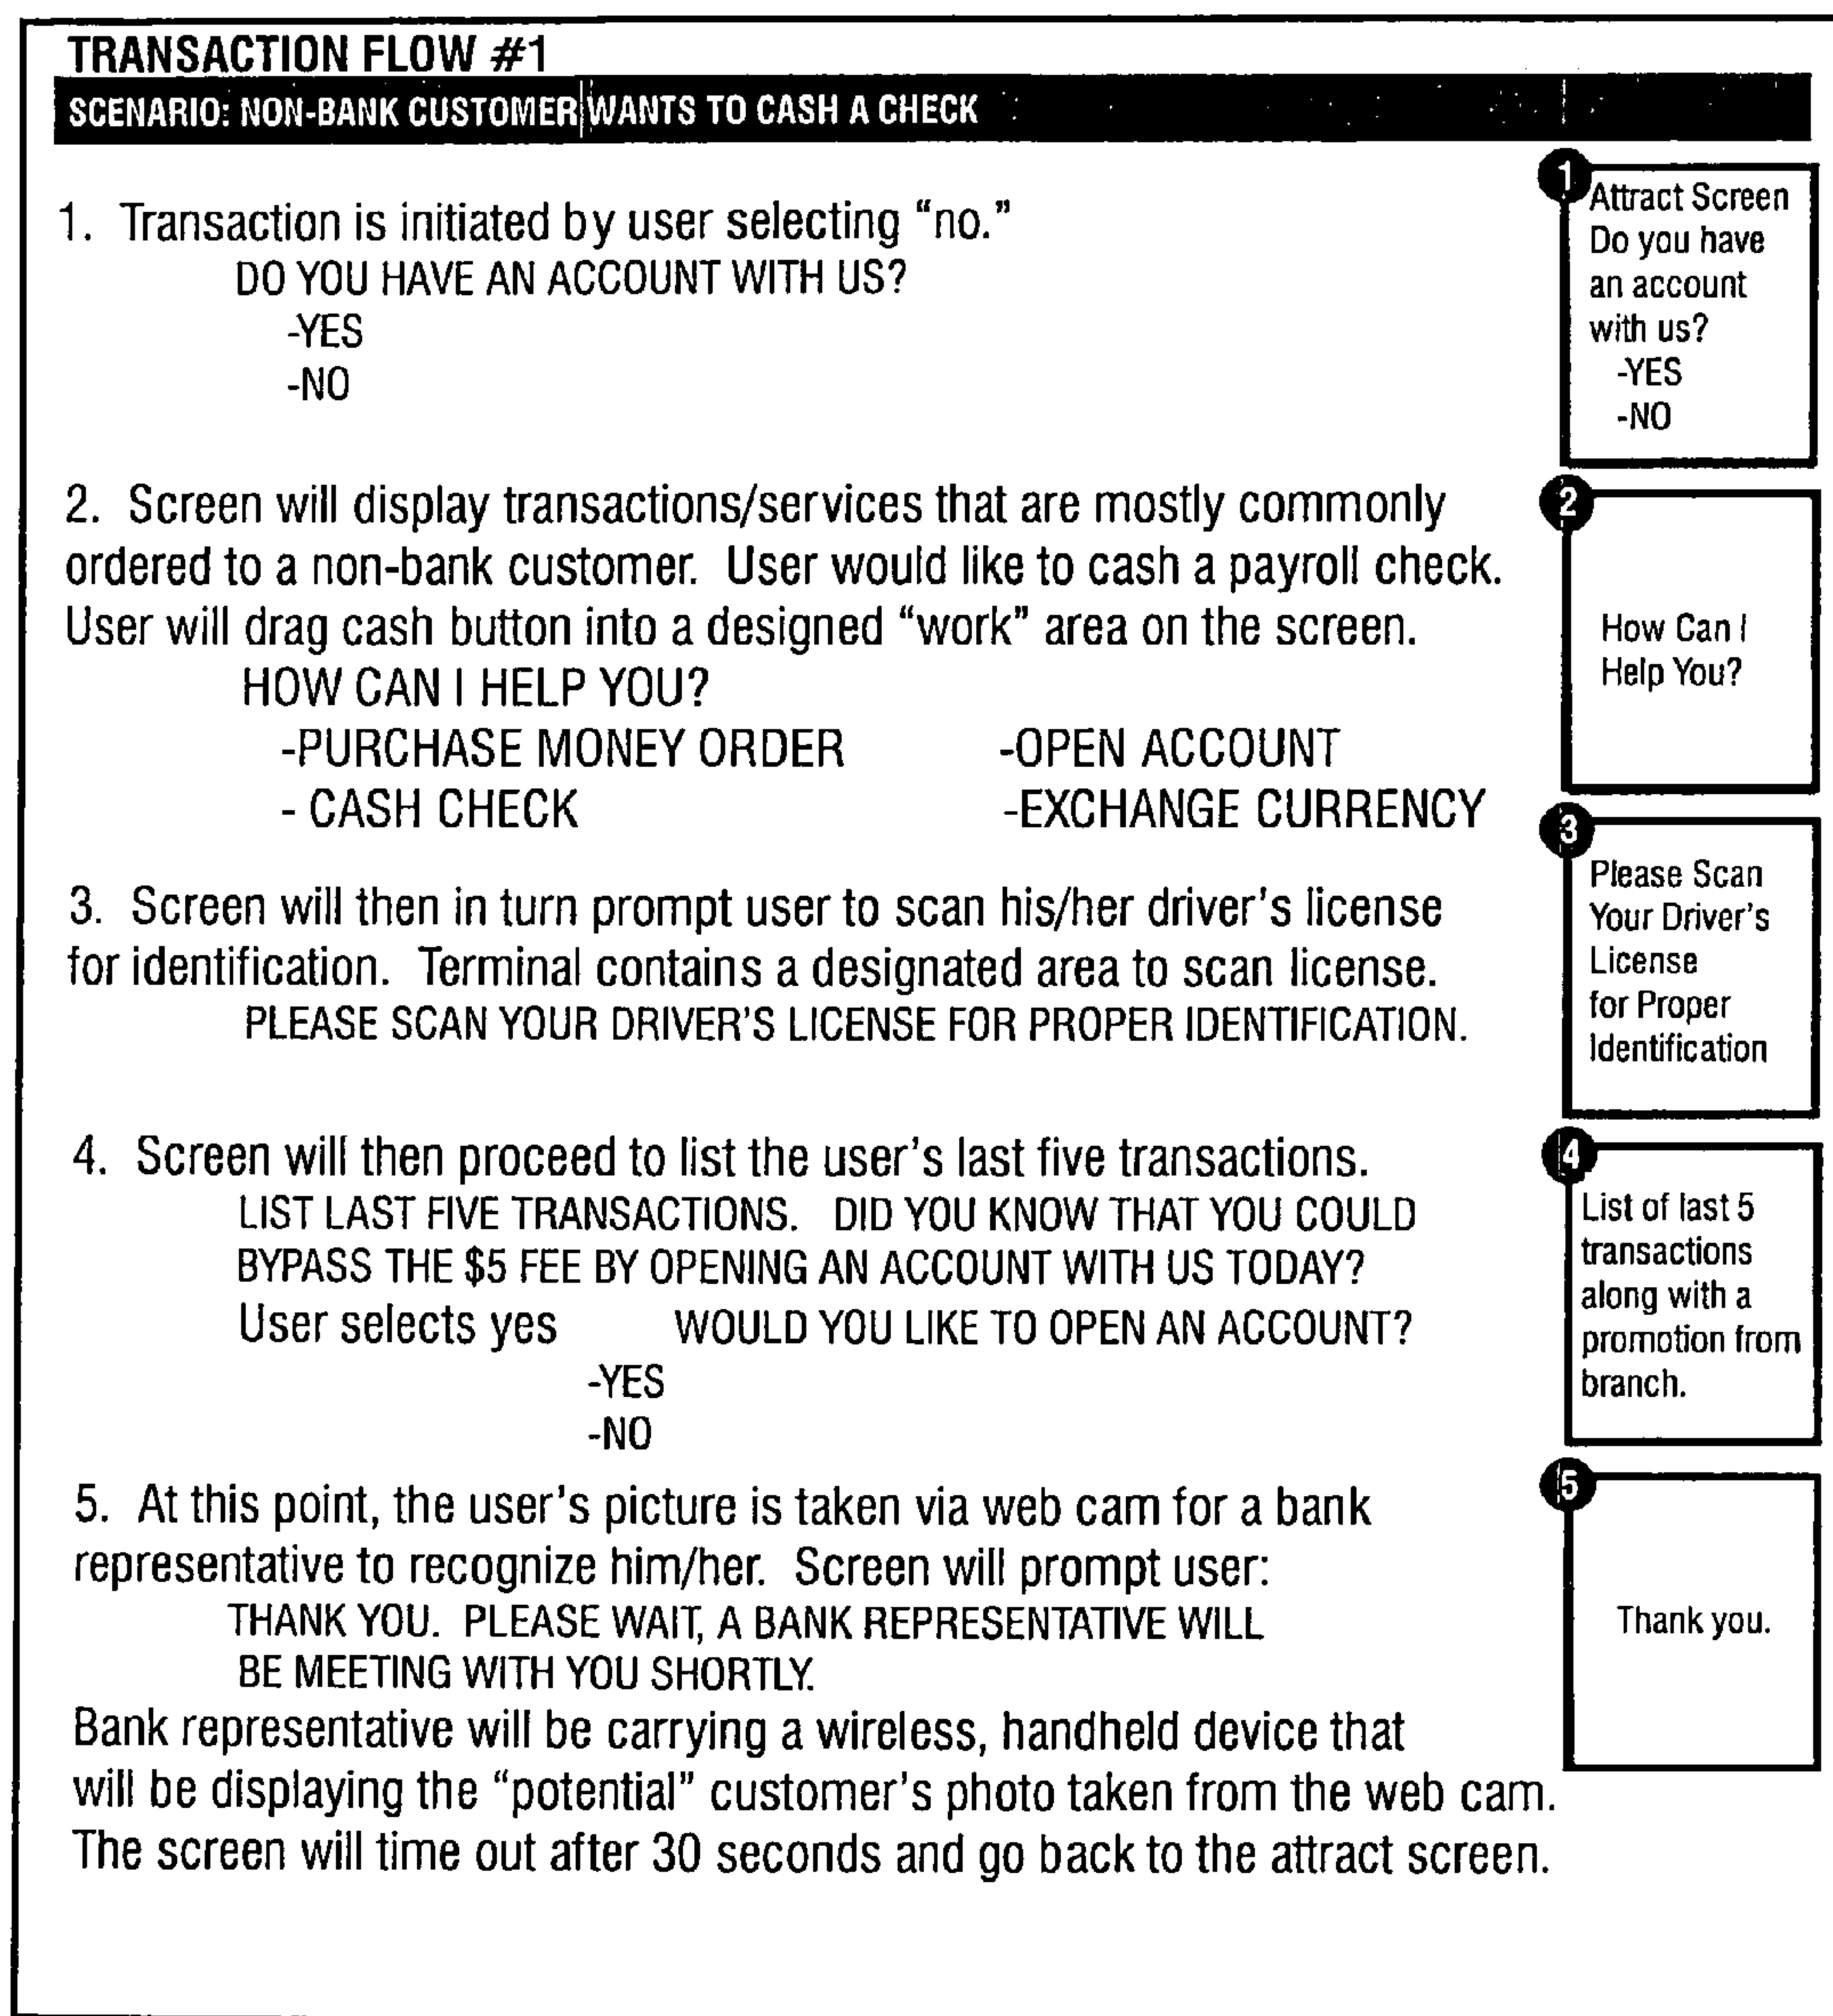 TRANSACTION FLOW #1
SCENARIO: NON-BANK CUSTOMER WANTS TO CASH A CHECK
1. Transaction is initiated by user selecting “no.”
DO YOU HAVE AN ACCOUNT WITH US?
-YES
-NO
1
Attract Screen
Do you have
an account
with us?
-YES
-NO
2. Screen will display transactions/services that are mostly commonly
ordered to a non-bank customer. User would like to cash a payroll check.
User will drag cash button into a designed “work” area on the screen.
HOW CAN I HELP YOU?
-PURCHASE MONEY ORDER -OPEN ACCOUNT
- CASH CHECK -EXCHANGE CURRENCY
2
How Can I
Help You?
3. Screen will then in turn prompt user to scan his/her driver's license
for identification. Terminal contains a designated area to scan license.
PLEASE SCAN YOUR DRIVER'S LICENSE FOR PROPER IDENTIFICATION.
3
Please Scan
Your Driver's
License
for Proper
Identification
4. Screen will then proceed to list the user's last five transactions.
LIST LAST FIVE TRANSACTIONS. DID YOU KNOW THAT YOU COULD
BYPASS THE $5 FEE BY OPENING AN ACCOUNT WITH US TODAY?
User selects yes WOULD YOU LIKE TO OPEN AN ACCOUNT?
-YES
-NO
4
List of last 5
transactions
along with a
promotion from
branch.
5. At this point, the user's picture is taken via web cam for a bank
representative to recognize him/her. Screen will prompt user:
THANK YOU. PLEASE WAIT, A BANK REPRESENTATIVE WILL
BE MEETING WITH YOU SHORTLY.
Bank representative will be carrying a wireless, handheld device that
will be displaying the “potential” customer's photo taken from the web cam.
The screen will time out after 30 seconds and go back to the attract screen.
5
Thank you.